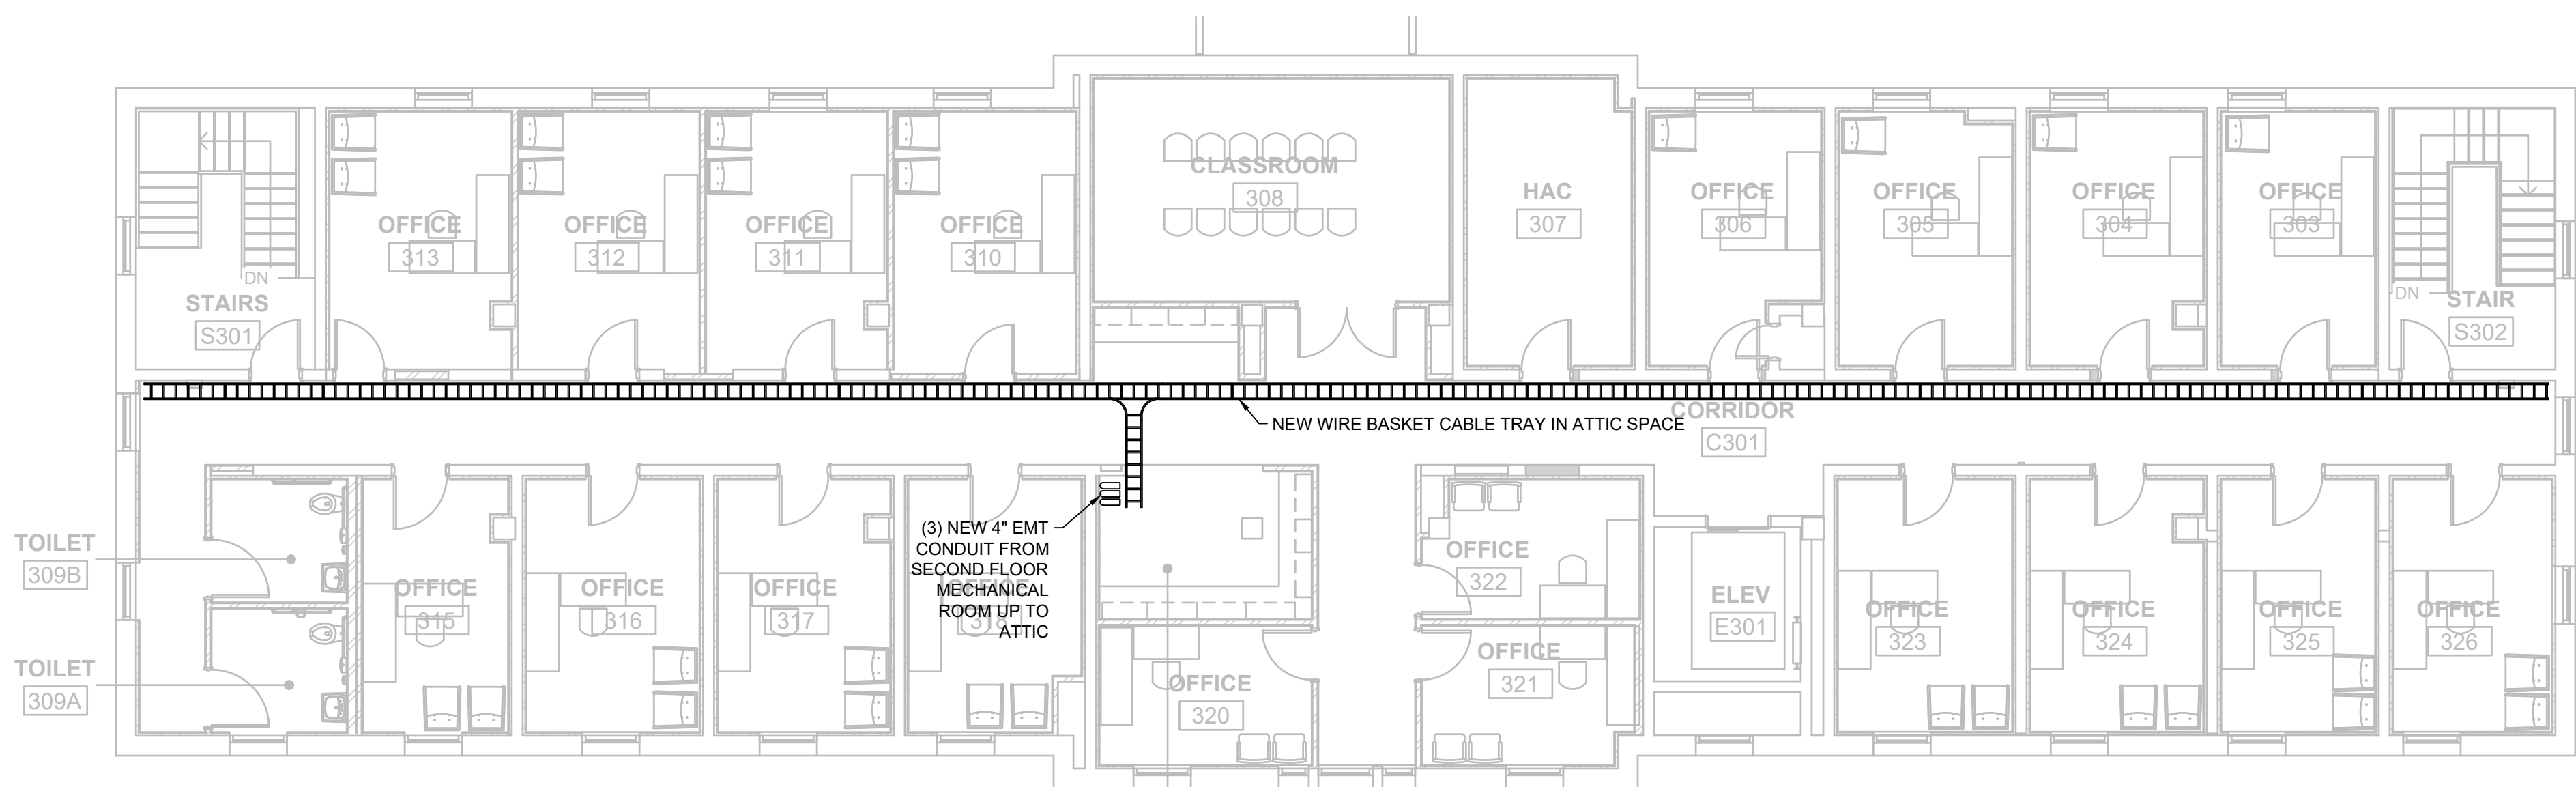 CLASSROOM
308
HAC
307
OFFICE
306
OFFICE
305
OFFICE
304
OFFICE
303
OFFICE
313
OFFICE
312
OFFICE
311
OFFICE
310
DN
STAIRS
S301
DN
STAIR
S302
NEW WIRE BASKET CABLE TRAY IN ATTIC SPACE
CORRIDOR
C301
(3) NEW 4" EMT
CONDUIT FROM
SECOND FLOOR
MECHANICAL
ROOM UP TO
ATTIC
TOILET
309B
TOILET
309A
OFFICE
315
OFFICE
316
OFFICE
317
OFFICE
318
OFFICE
320
OFFICE
322
OFFICE
321
ELEV
E301
OFFICE
323
OFFICE
324
OFFICE
325
OFFICE
326